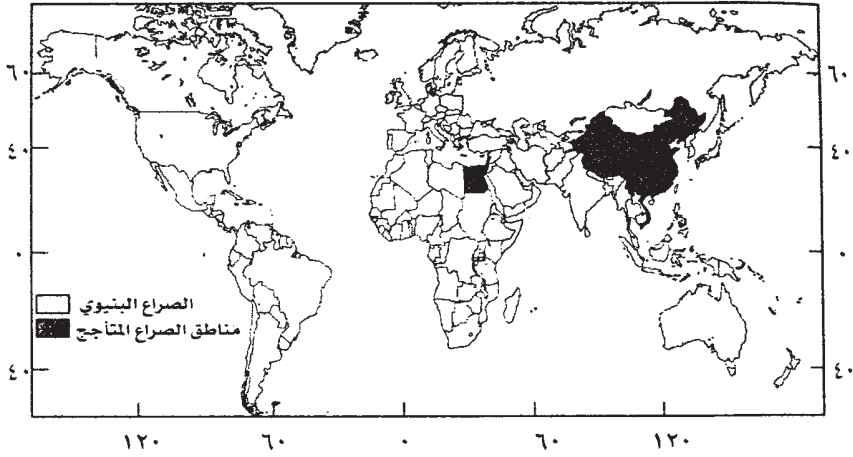 ٦٠ ٦٠
٤٠ ٤٠
٠ ٠
الصراع البنيوي
مناطق الصراع المتأجج
٤٠ ٤٠
١٢٠ ٦٠ ٠ ٦٠ ١٢٠